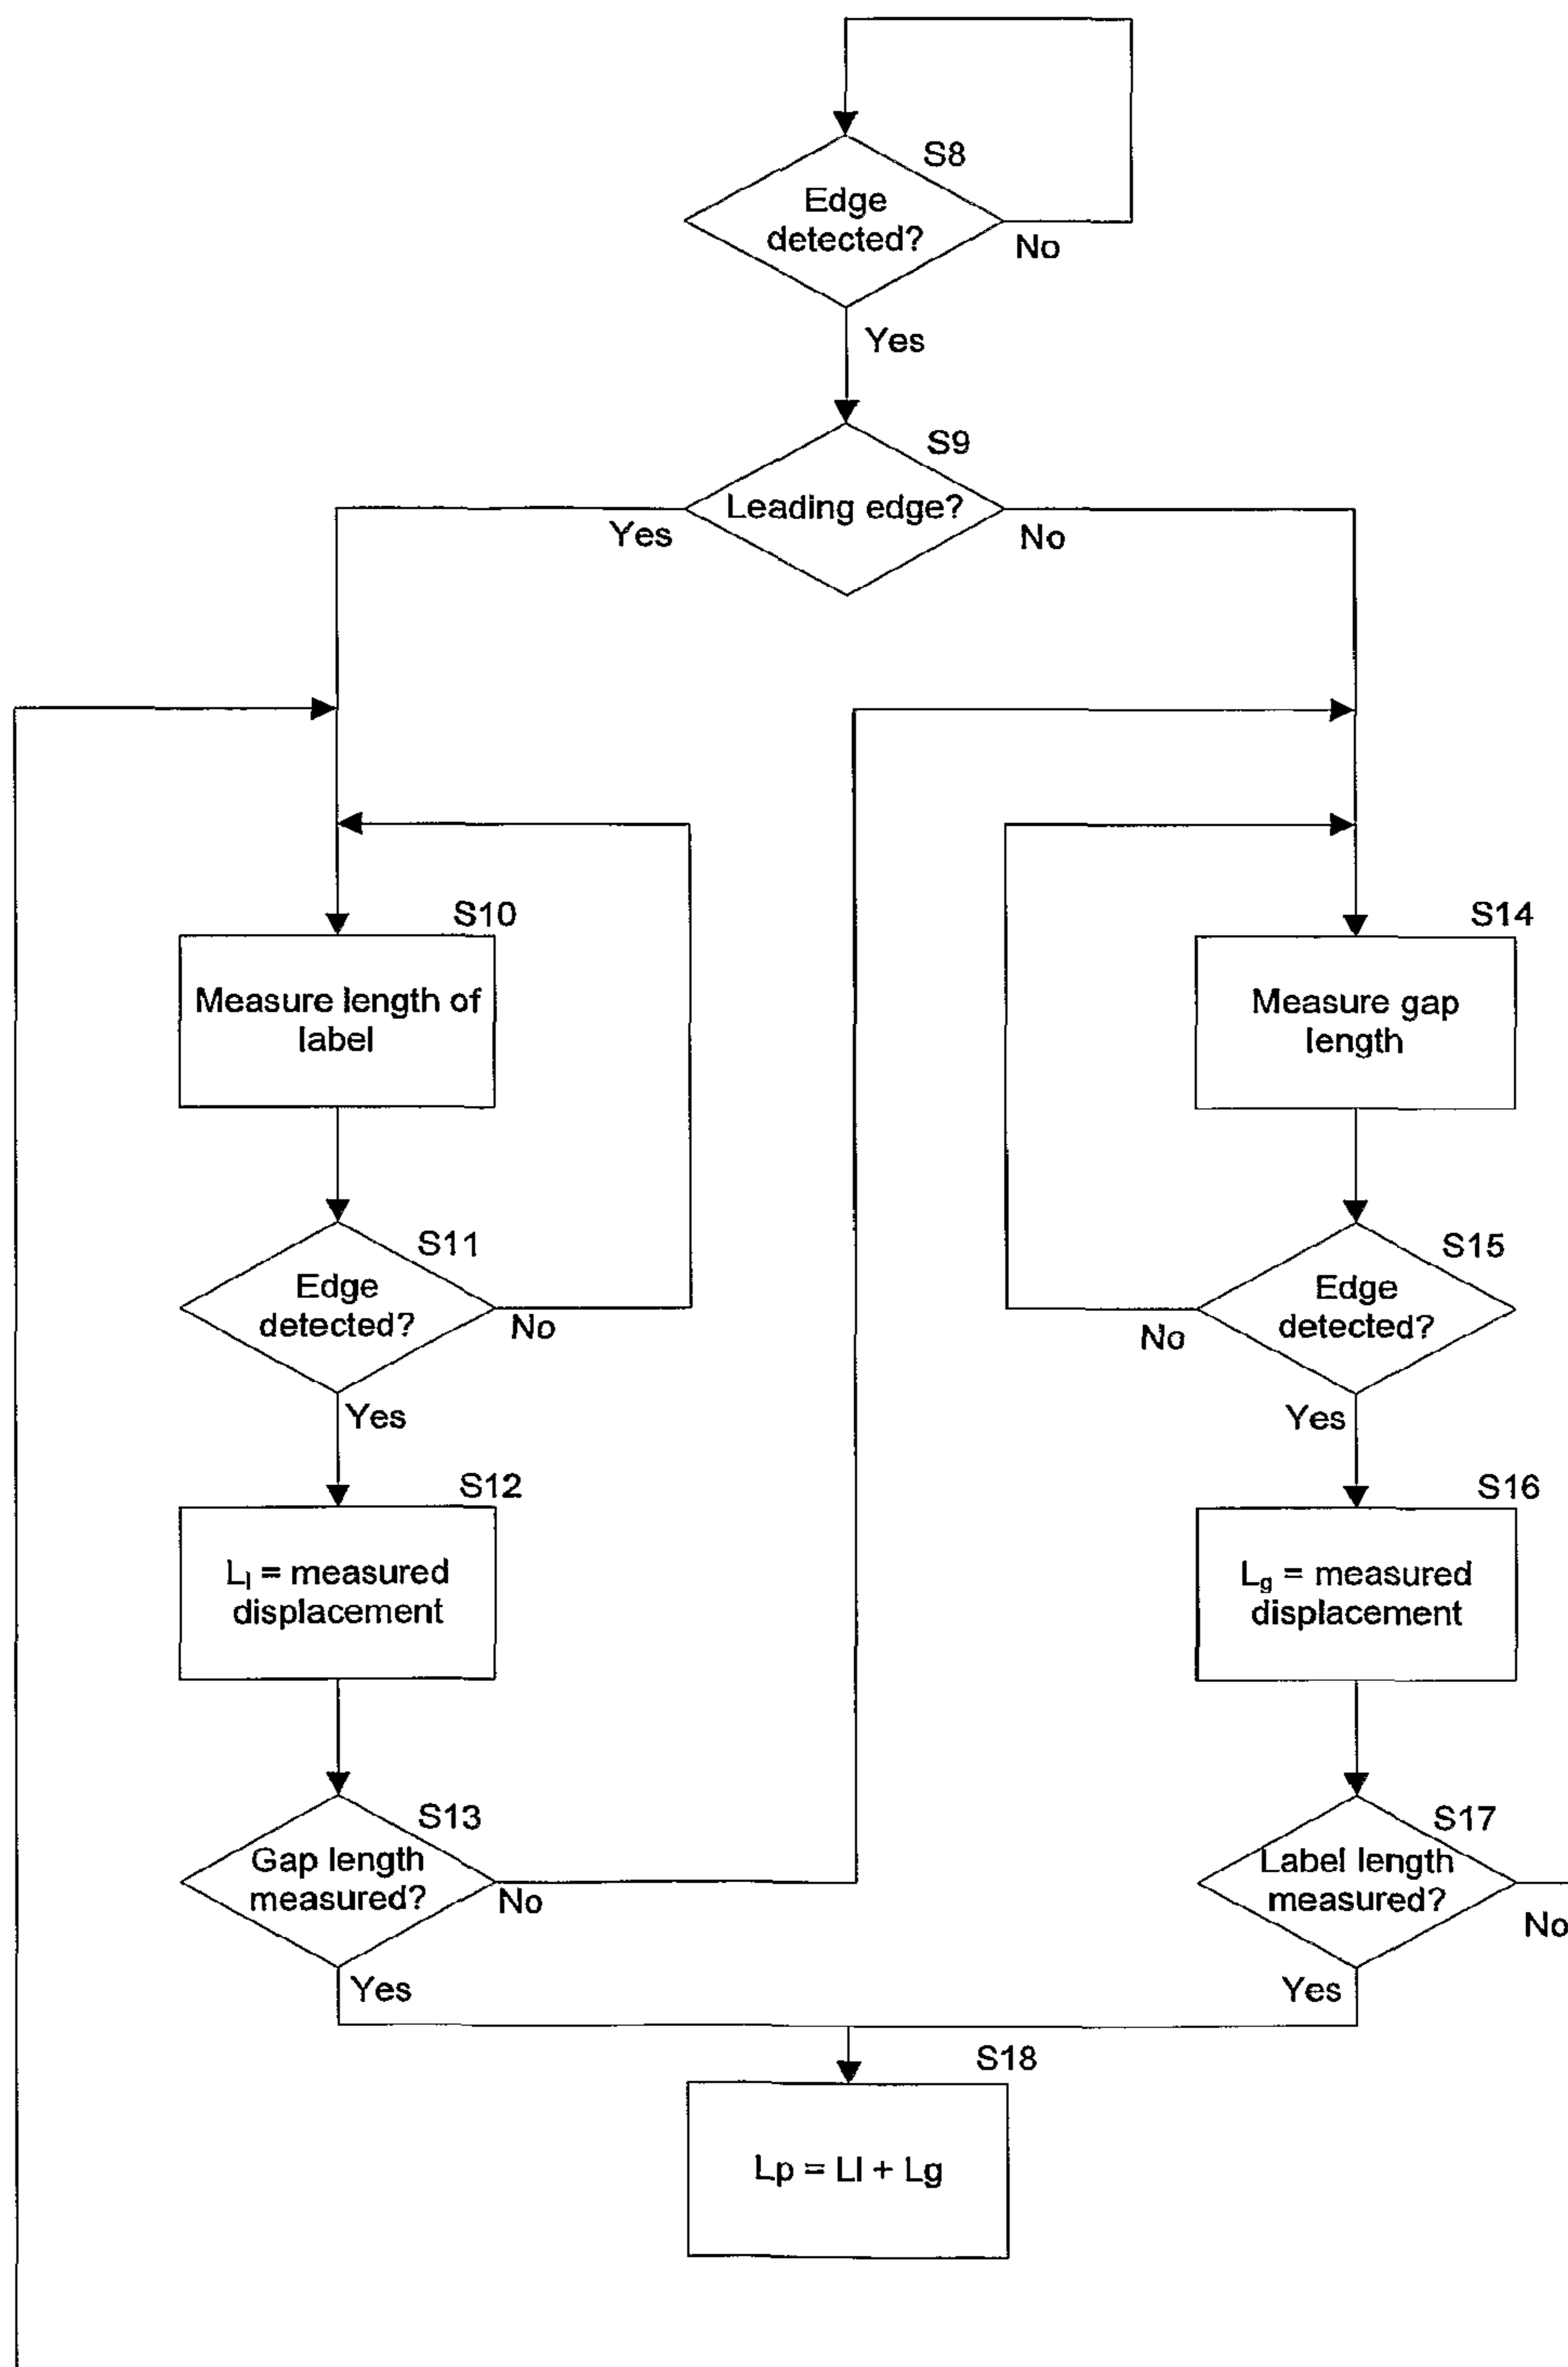 S8
Edge
detected?
No
Yes
S9
Leading edge?
Yes
No
S10
Measure length of
label
S14
Measure gap
length
S11
Edge
detected?
No
Yes
S15
Edge
detected?
No
Yes
S12
Lₗ = measured
displacement
S16
L_g = measured
displacement
S13
Gap length
measured?
No
Yes
S17
Label length
measured?
No
Yes
S18
Lp = Ll + Lg